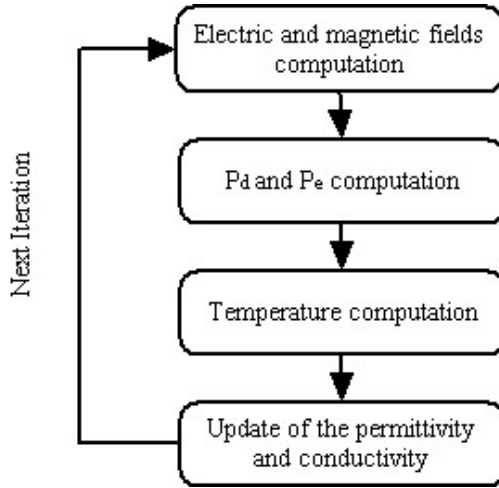 Electric and magnetic fields
computation
Pd and Pe computation
Temperature computation
Update of the permittivity
and conductivity
Next Iteration